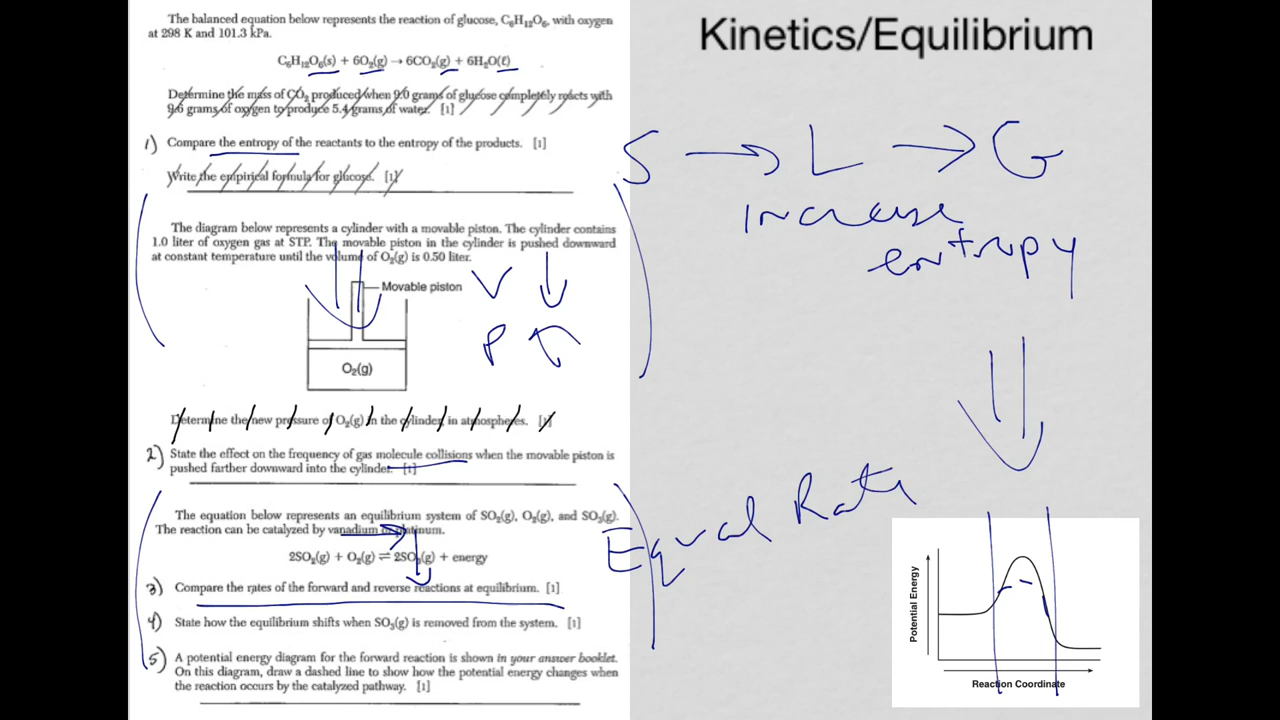 The balanced equation below represents the reaction of glucose, C₆H₁₂O₆, with oxygen
at 298 K and 101.3 kPa.
C₆H₁₂O₆(s) + 6O₂(g) → 6CO₂(g) + 6H₂O(ℓ)
Determine the mass of CO₂ produced when 9.0 grams of glucose completely reacts with
9.6 grams of oxygen to produce 5.4 grams of water. [1]
1) Compare the entropy of the reactants to the entropy of the products. [1]
Write the empirical formula for glucose. [1]
The diagram below represents a cylinder with a movable piston. The cylinder contains
1.0 liter of oxygen gas at STP. The movable piston in the cylinder is pushed downward
at constant temperature until the volume of O₂(g) is 0.50 liter.
Movable piston
O₂(g)
V ↓
P ↑
Determine the new pressure of O₂(g) in the cylinder, in atmospheres. [1]
2) State the effect on the frequency of gas molecule collisions when the movable piston is
pushed farther downward into the cylinder. [1]
The equation below represents an equilibrium system of SO₂(g), O₂(g), and SO₃(g).
The reaction can be catalyzed by vanadium or platinum.
2SO₂(g) + O₂(g) ⇌ 2SO₃(g) + energy
3) Compare the rates of the forward and reverse reactions at equilibrium. [1]
4) State how the equilibrium shifts when SO₃(g) is removed from the system. [1]
5) A potential energy diagram for the forward reaction is shown in your answer booklet.
On this diagram, draw a dashed line to show how the potential energy changes when
the reaction occurs by the catalyzed pathway. [1]
Kinetics/Equilibrium
S → L → G
Increase
entropy
Equal Rate
Potential Energy
Reaction Coordinate